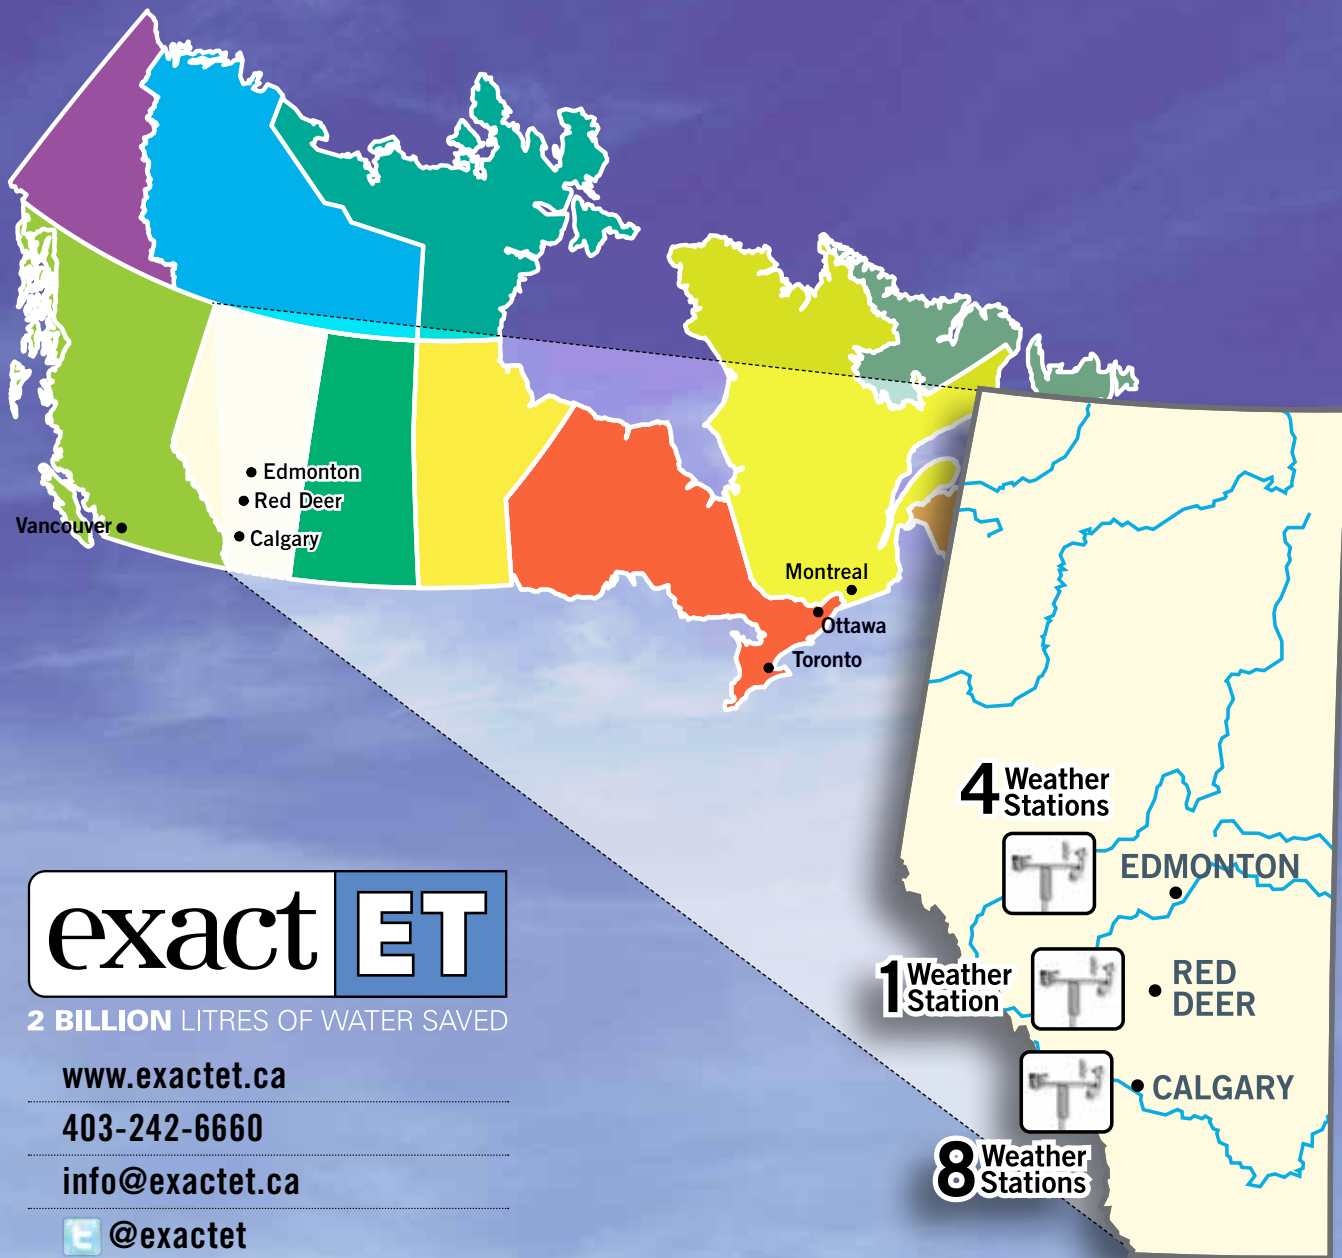 Edmonton
Red Deer
Vancouver
Calgary
Montreal
Ottawa
Toronto
4 Weather
Stations
EDMONTON
1 Weather
Station
RED
DEER
CALGARY
8 Weather
Stations
exact ET
2 BILLION LITRES OF WATER SAVED
www.exactet.ca
403-242-6660
info@exactet.ca
t @exactet